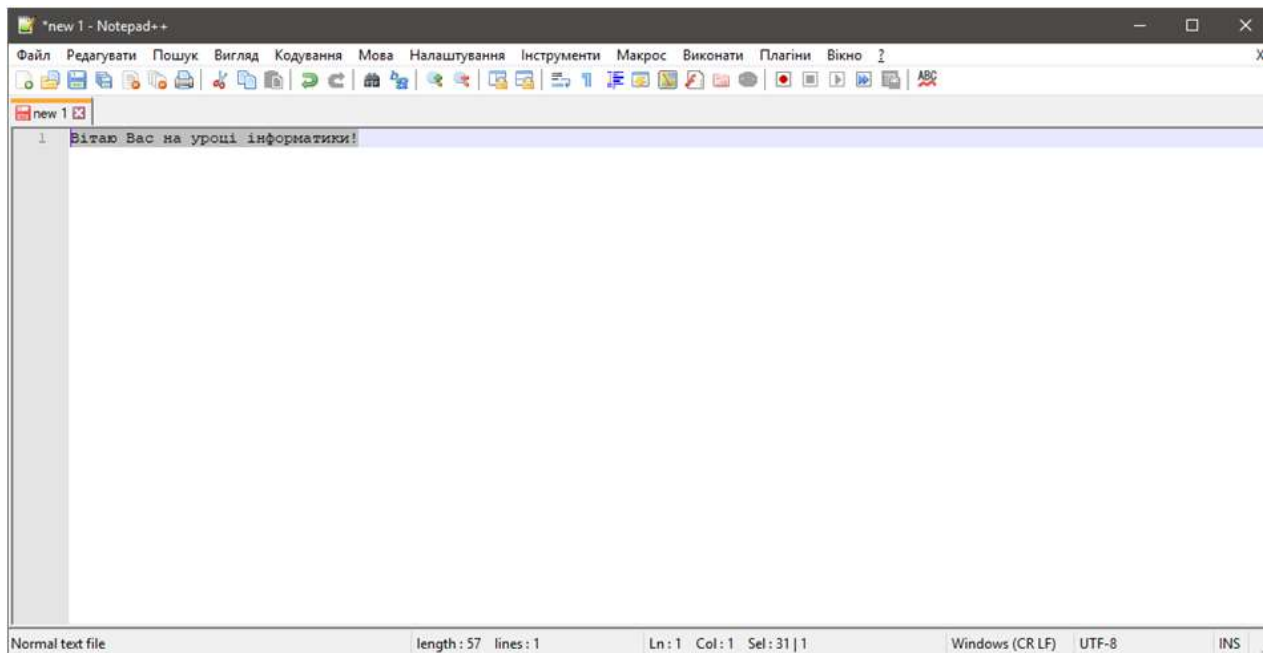 *new 1 - Notepad++
Файл Редагувати Пошук Вигляд Кодування Мова Налаштування Інструменти Макрос Виконати Плагіни Вікно ? X
ABC
new 1
1 Вітаю Вас на уроці інформатики!
Normal text file length : 57 lines : 1 Ln : 1 Col : 1 Sel : 31 | 1 Windows (CR LF) UTF-8 INS